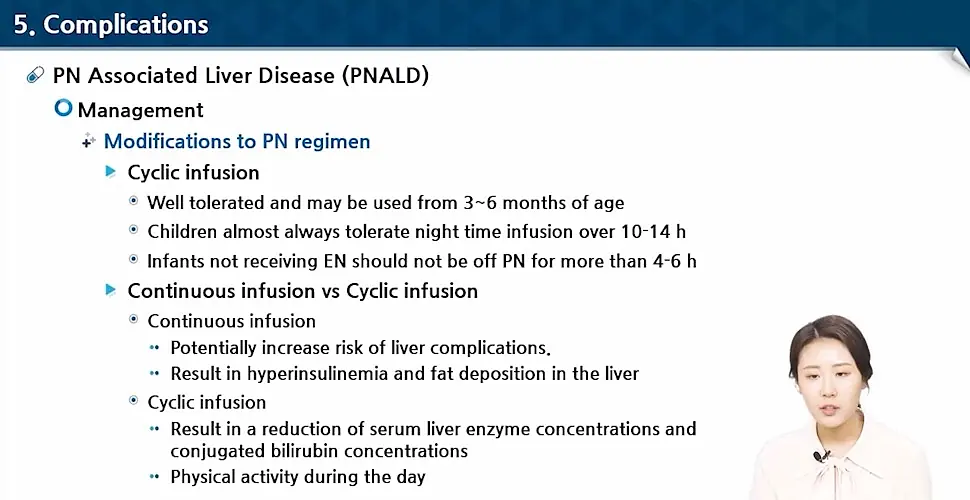 5. Complications
PN Associated Liver Disease (PNALD)
Management
Modifications to PN regimen
Cyclic infusion
Well tolerated and may be used from 3~6 months of age
Children almost always tolerate night time infusion over 10-14 h
Infants not receiving EN should not be off PN for more than 4-6 h
Continuous infusion vs Cyclic infusion
Continuous infusion
Potentially increase risk of liver complications.
Result in hyperinsulinemia and fat deposition in the liver
Cyclic infusion
Result in a reduction of serum liver enzyme concentrations and
conjugated bilirubin concentrations
Physical activity during the day